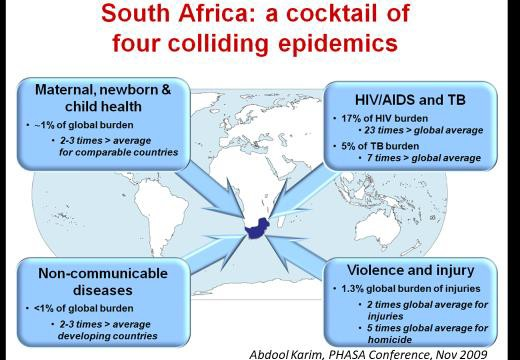 South Africa: a cocktail of
four colliding epidemics
Maternal, newborn &
child health
• ~1% of global burden
• 2-3 times > average
for comparable countries
HIV/AIDS and TB
• 17% of HIV burden
• 23 times > global average
• 5% of TB burden
• 7 times > global average
Non-communicable
diseases
• <1% of global burden
• 2-3 times > average
developing countries
Violence and injury
• 1.3% global burden of injuries
• 2 times global average for
injuries
• 5 times global average for
homicide
Abdool Karim, PHASA Conference, Nov 2009